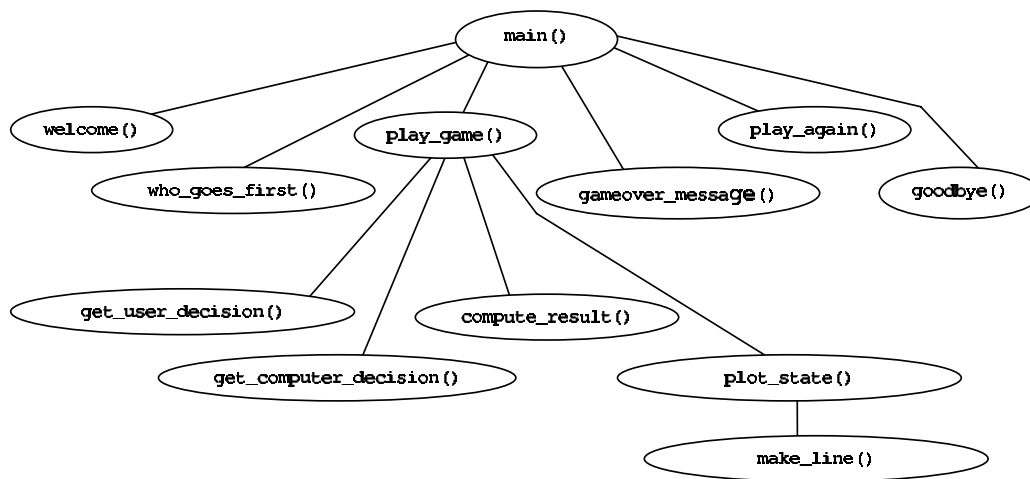 main()
welcome()
play_game()
play_again()
who_goes_first()
gameover_message()
goodbye()
get_user_decision()
compute_result()
get_computer_decision()
plot_state()
make_line()